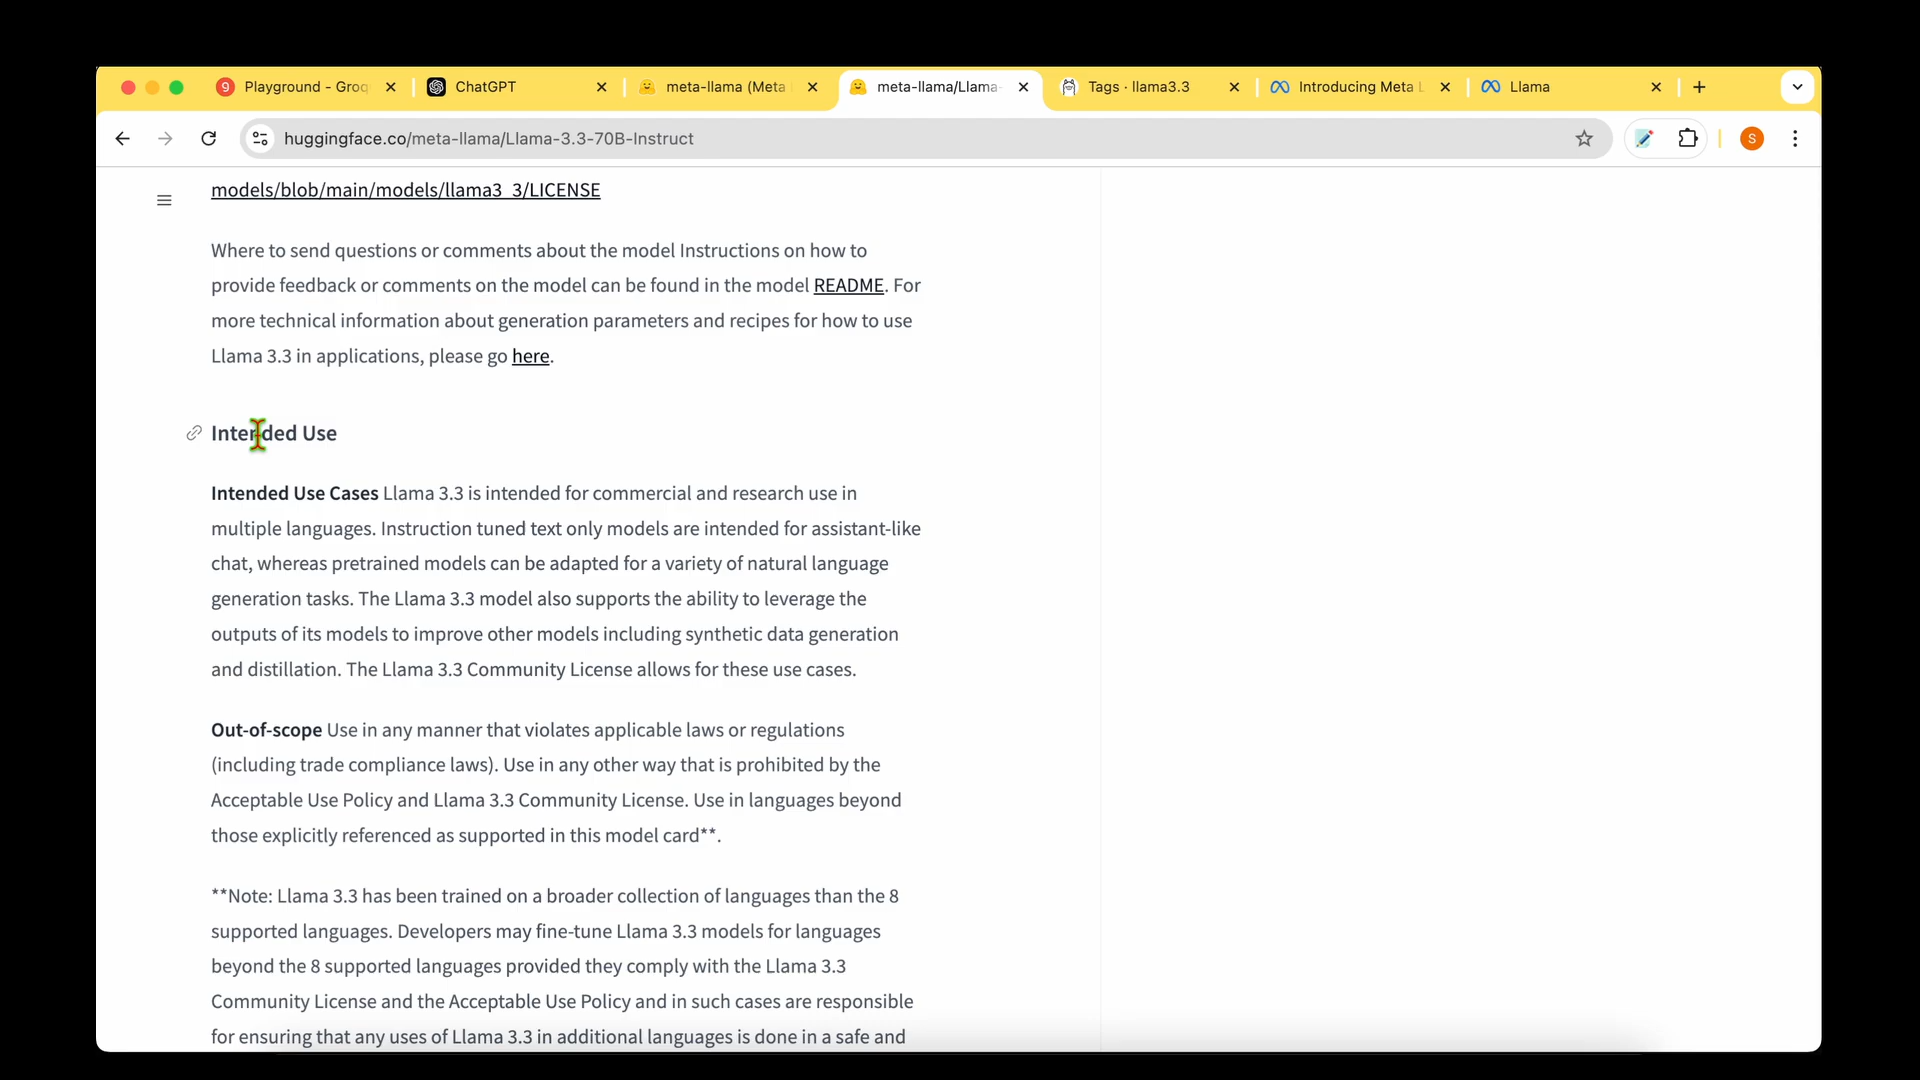 Playground - Groq
ChatGPT
meta-llama (Meta
meta-llama/Llama-
Tags · llama3.3
Introducing Meta L
Llama
huggingface.co/meta-llama/Llama-3.3-70B-Instruct
S
models/blob/main/models/llama3_3/LICENSE
Where to send questions or comments about the model Instructions on how to
provide feedback or comments on the model can be found in the model README. For
more technical information about generation parameters and recipes for how to use
Llama 3.3 in applications, please go here.
Intended Use
Intended Use Cases Llama 3.3 is intended for commercial and research use in
multiple languages. Instruction tuned text only models are intended for assistant-like
chat, whereas pretrained models can be adapted for a variety of natural language
generation tasks. The Llama 3.3 model also supports the ability to leverage the
outputs of its models to improve other models including synthetic data generation
and distillation. The Llama 3.3 Community License allows for these use cases.
Out-of-scope Use in any manner that violates applicable laws or regulations
(including trade compliance laws). Use in any other way that is prohibited by the
Acceptable Use Policy and Llama 3.3 Community License. Use in languages beyond
those explicitly referenced as supported in this model card**.
**Note: Llama 3.3 has been trained on a broader collection of languages than the 8
supported languages. Developers may fine-tune Llama 3.3 models for languages
beyond the 8 supported languages provided they comply with the Llama 3.3
Community License and the Acceptable Use Policy and in such cases are responsible
for ensuring that any uses of Llama 3.3 in additional languages is done in a safe and